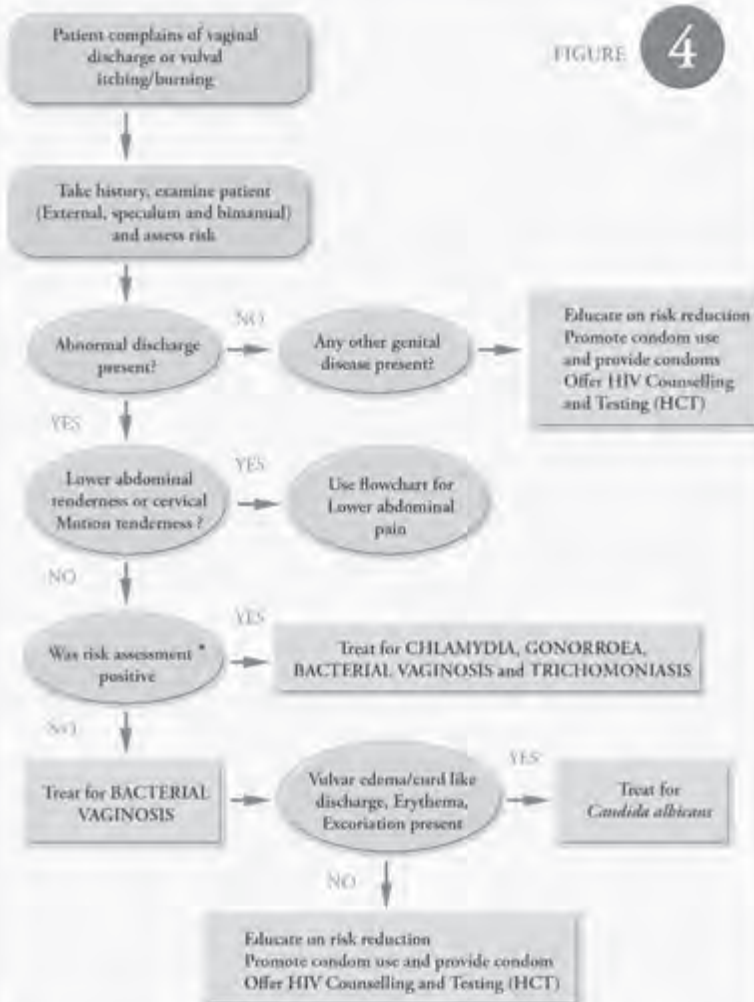 FIGURE 4
Patient complains of vaginal
discharge or vulval
itching/burning
Take history, examine patient
(External, speculum and bimanual)
and assess risk
Abnormal discharge
present?
NO
Any other genital
disease present?
Educate on risk reduction
Promote condom use
and provide condoms
Offer HIV Counselling
and Testing (HCT)
YES
Lower abdominal
tenderness or cervical
Motion tenderness ?
YES
Use flowchart for
Lower abdominal
pain
NO
Was risk assessment *
positive
YES
Treat for CHLAMYDIA, GONORROEA,
BACTERIAL VAGINOSIS and TRICHOMONIASIS
NO
Treat for BACTERIAL
VAGINOSIS
Vulvar edema/curd like
discharge, Erythema,
Excoriation present
YES
Treat for
Candida albicans
NO
Educate on risk reduction
Promote condom use and provide condom
Offer HIV Counselling and Testing (HCT)